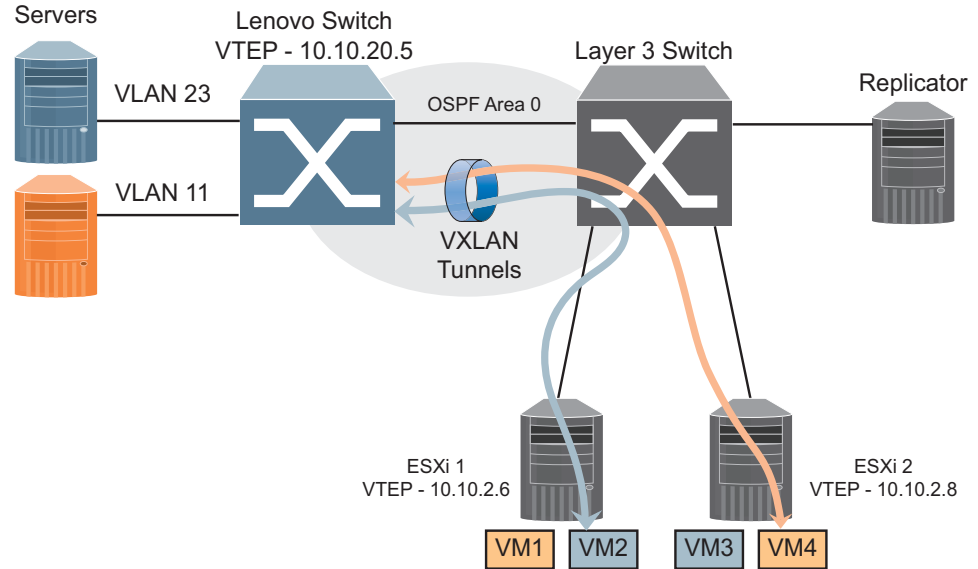 Servers
Lenovo Switch
VTEP - 10.10.20.5
Layer 3 Switch
Replicator
VLAN 23
OSPF Area 0
VLAN 11
VXLAN
Tunnels
ESXi 1
VTEP - 10.10.2.6
ESXi 2
VTEP - 10.10.2.8
VM1
VM2
VM3
VM4